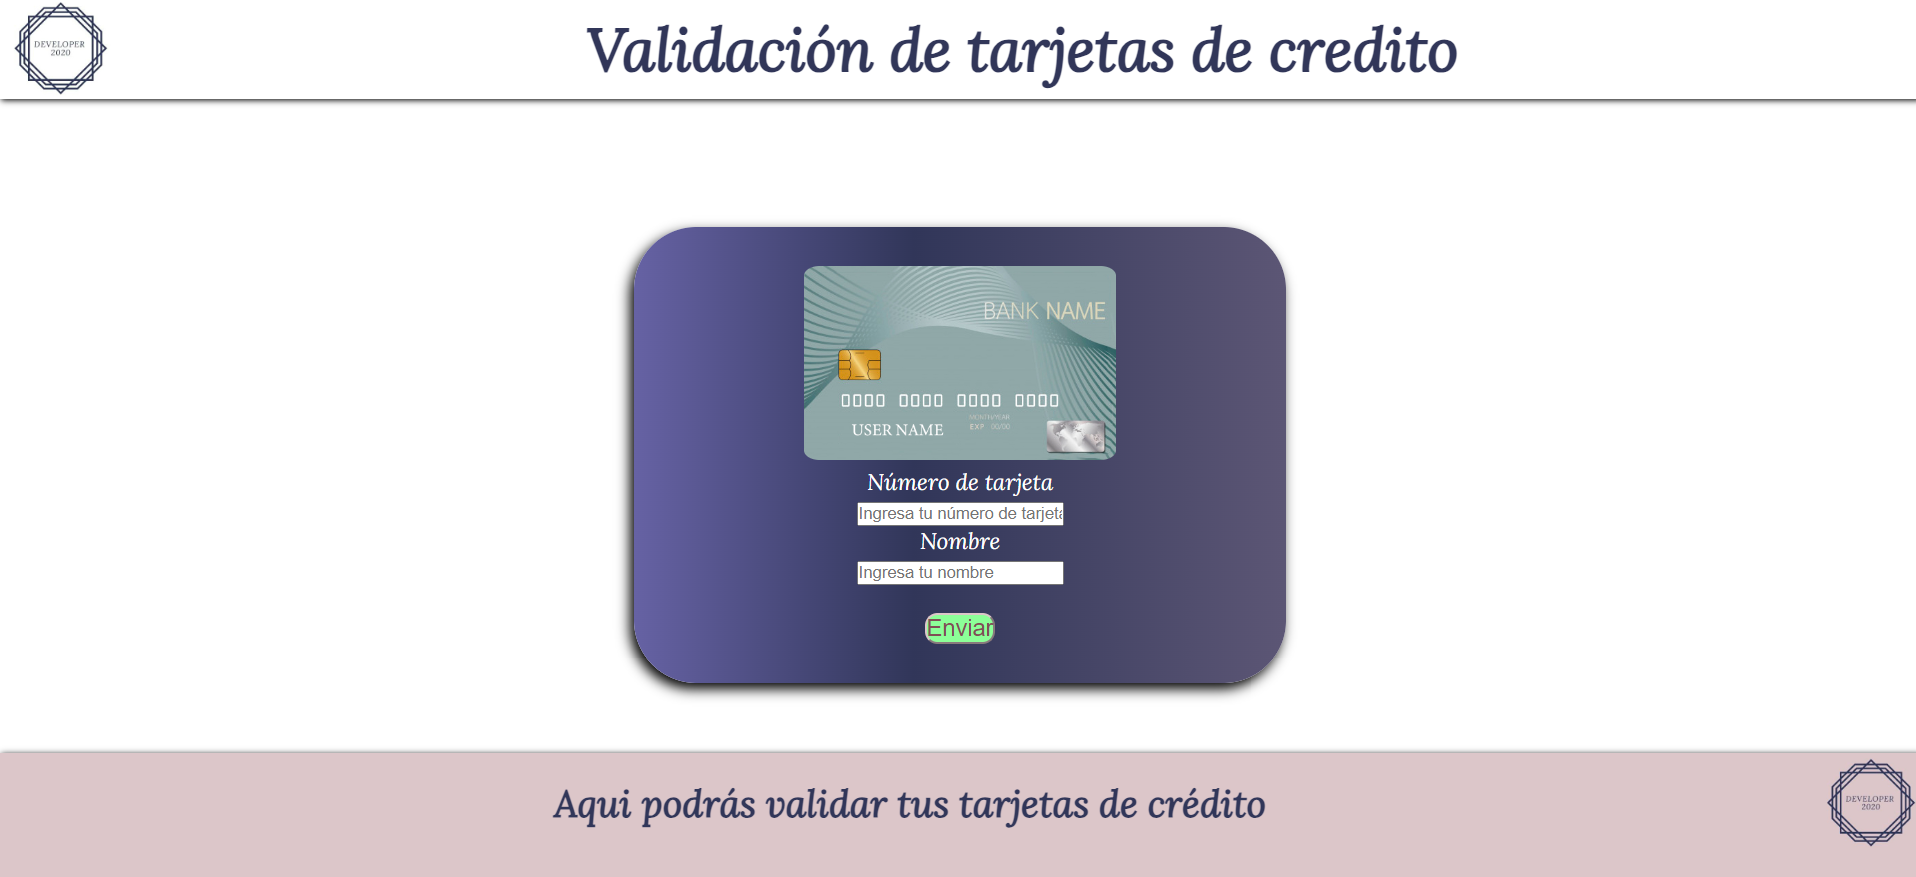 DEVELOPER
2020
Validación de tarjetas de credito
BANK NAME
0000 0000 0000 0000
MONTH/YEAR
EXP 00/00
USER NAME
Número de tarjeta
Ingresa tu número de tarjeta
Nombre
Ingresa tu nombre
Enviar
Aqui podrás validar tus tarjetas de crédito
DEVELOPER
2020